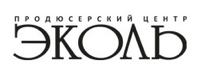 ПРОДЮСЕРСКИЙ ЦЕНТР
ЭКОЛЬ